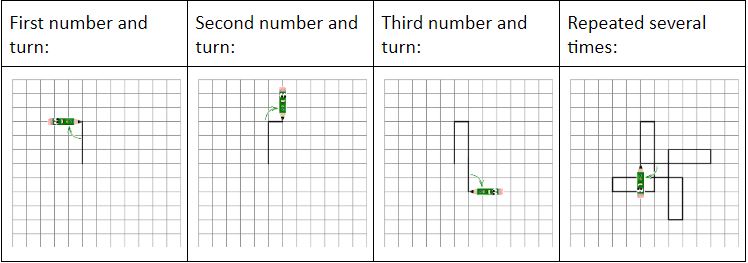 First number and
turn:
Second number and
turn:
Third number and
turn:
Repeated several
times: